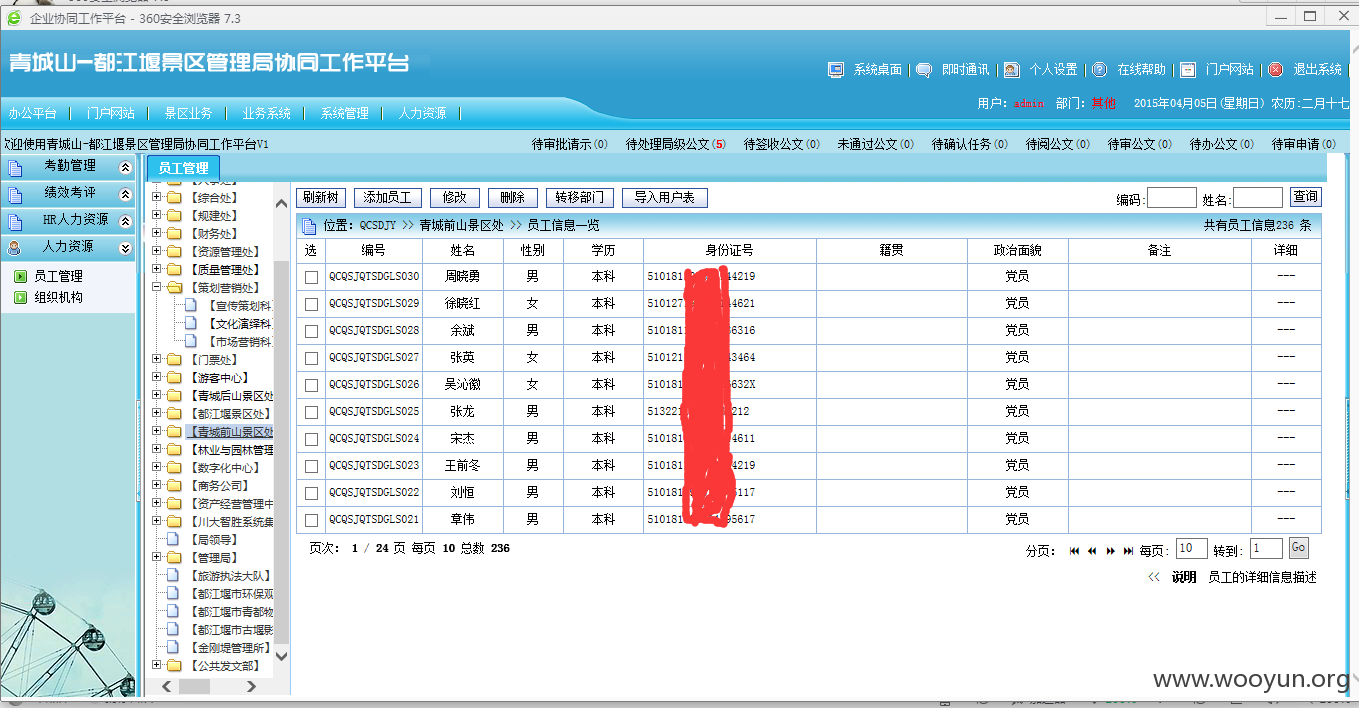 企业协同工作平台 - 360安全浏览器 7.3
青城山-都江堰景区管理局协同工作平台
系统桌面 即时通讯 个人设置 在线帮助 门户网站 退出系统
用户: admin 部门: 其他 2015年04月05日(星期日) 农历:二月十七
办公平台 门户网站 景区业务 业务系统 系统管理 人力资源
欢迎使用青城山-都江堰景区管理局协同工作平台V1
待审批请示(0) 待处理局级公文(5) 待签收公文(0) 未通过公文(0) 待确认任务(0) 待阅公文(0) 待审公文(0) 待办公文(0) 待审申请(0)
考勤管理
绩效考评
HR人力资源
人力资源
员工管理
组织机构
员工管理
【综合处】
【规建处】
【财务处】
【资源管理处】
【质量管理处】
【策划营销处】
【宣传策划科
【文化演绎科
【市场营销科
【门票处】
【游客中心】
【青城后山景区处
【都江堰景区处】
【青城前山景区处
【林业与园林管理
【数字化中心】
【商务公司】
【资产经营管理中
【川大智胜系统集
【局领导】
【管理局】
【旅游执法大队】
【都江堰市环保观
【都江堰市青都物
【都江堰市古堰
【金刚堤管理所】
【公共发文部】
刷新树 添加员工 修改 删除 转移部门 导入用户表
编码: 姓名: 查询
位置: QCSDJY >> 青城前山景区处 >> 员工信息一览
共有员工信息236 条
选 编号 姓名 性别 学历 身份证号 籍贯 政治面貌 备注 详细
QCQSJQTSDGLS030 周晓勇 男 本科 510181 4219 党员 ---
QCQSJQTSDGLS029 徐晓红 女 本科 51012 4621 党员 ---
QCQSJQTSDGLS028 余斌 男 本科 510181 6316 党员 ---
QCQSJQTSDGLS027 张英 女 本科 51012 3464 党员 ---
QCQSJQTSDGLS026 吴沁徽 女 本科 510181 632X 党员 ---
QCQSJQTSDGLS025 张龙 男 本科 51322 212 党员 ---
QCQSJQTSDGLS024 宋杰 男 本科 510181 4611 党员 ---
QCQSJQTSDGLS023 王前冬 男 本科 510181 4219 党员 ---
QCQSJQTSDGLS022 刘恒 男 本科 510181 5117 党员 ---
QCQSJQTSDGLS021 章伟 男 本科 510181 95617 党员 ---
页次: 1 / 24 页 每页 10 总数 236
分页: 每页: 10 转到: 1 Go
<< 说明 员工的详细信息描述
www.wooyun.org